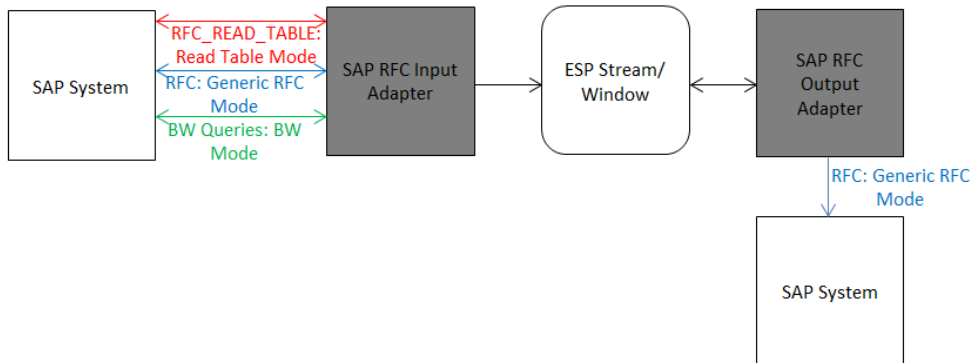 SAP System
RFC_READ_TABLE:
Read Table Mode
RFC: Generic RFC
Mode
BW Queries: BW
Mode
SAP RFC Input
Adapter
ESP Stream/
Window
SAP RFC
Output
Adapter
RFC: Generic RFC
Mode
SAP System